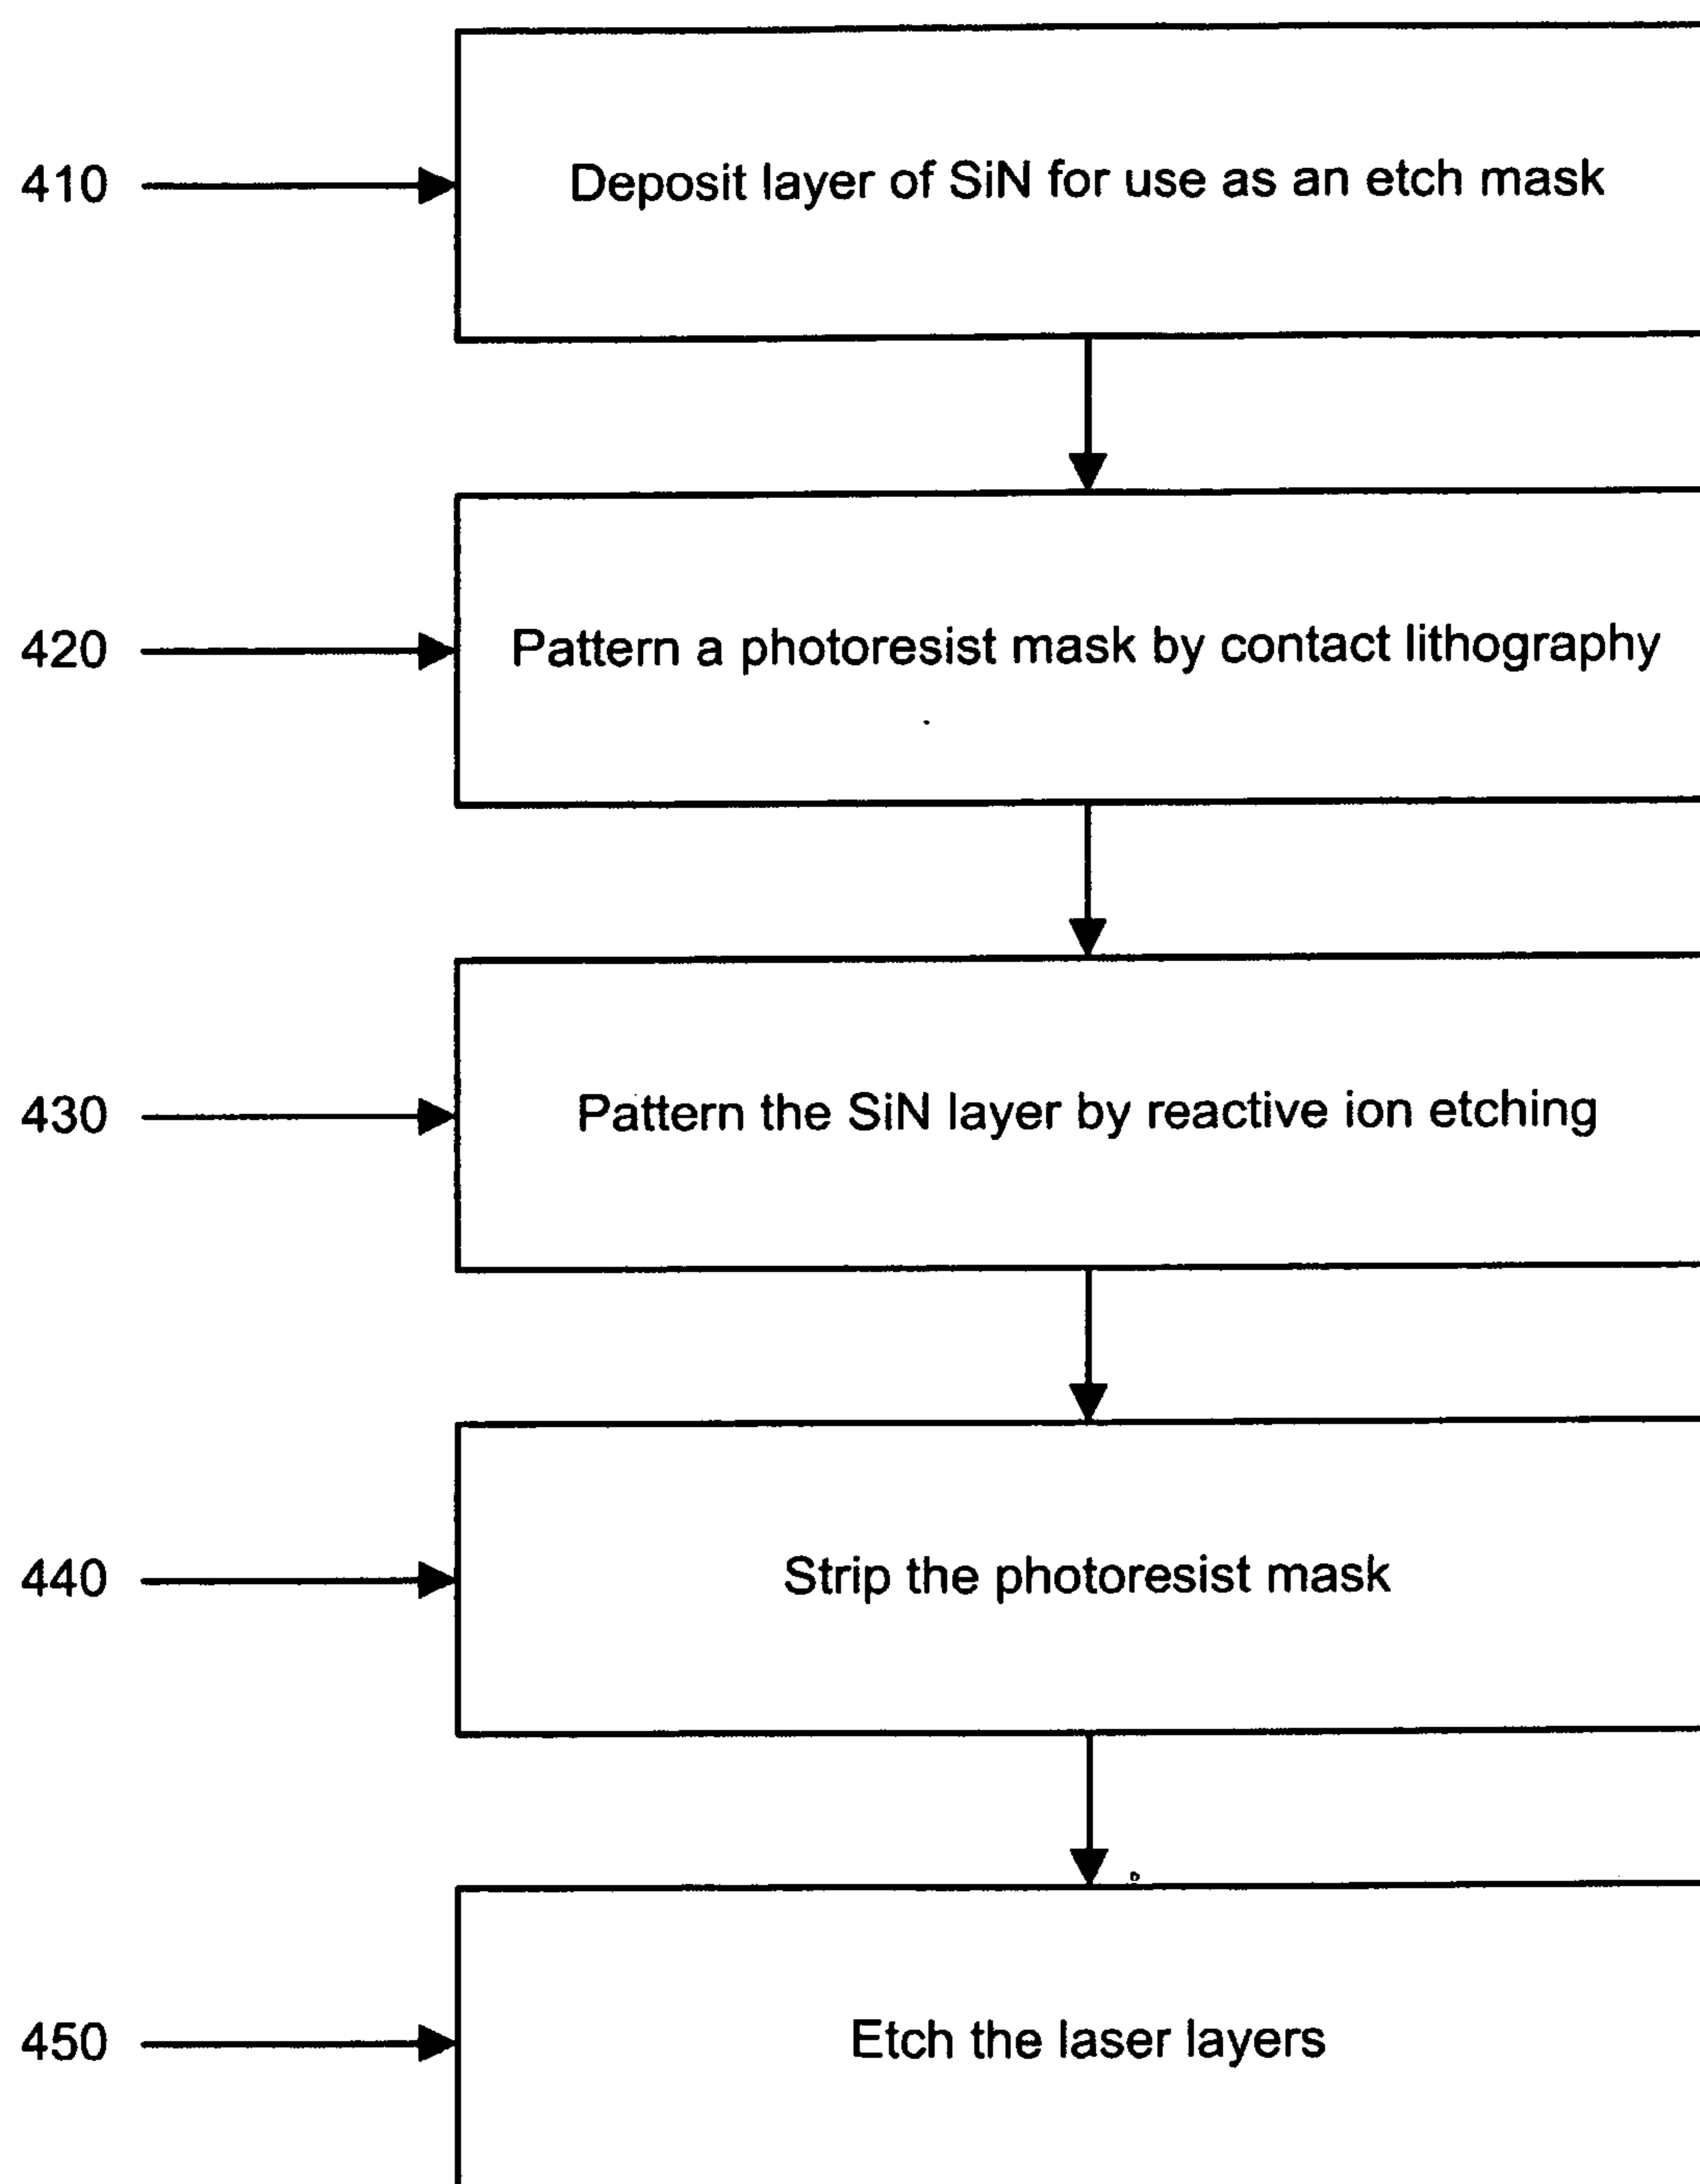 410
Deposit layer of SiN for use as an etch mask
420
Pattern a photoresist mask by contact lithography
430
Pattern the SiN layer by reactive ion etching
440
Strip the photoresist mask
450
Etch the laser layers